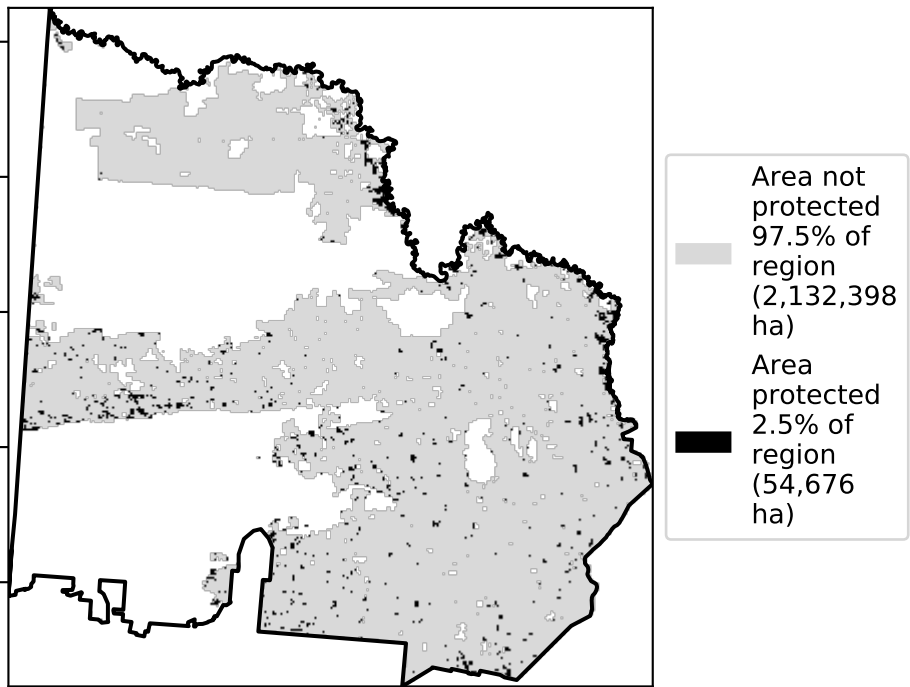 Area not
protected
97.5% of
region
(2,132,398
ha)
Area
protected
2.5% of
region
(54,676
ha)